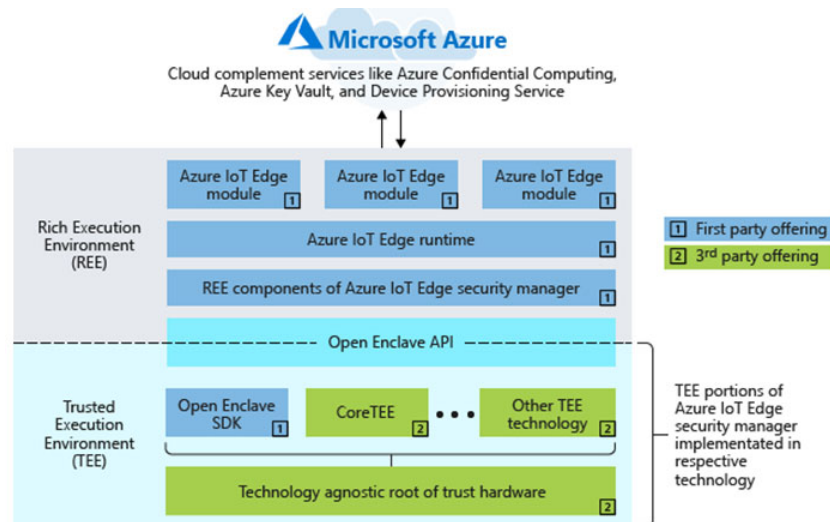 Microsoft Azure
Cloud complement services like Azure Confidential Computing,
Azure Key Vault, and Device Provisioning Service
Rich Execution
Environment
(REE)
Azure IoT Edge
module
1
Azure IoT Edge
module
1
Azure IoT Edge
module
1
Azure IoT Edge runtime
1
REE components of Azure IoT Edge security manager
1
1 First party offering
2 3rd party offering
Open Enclave API
Trusted
Execution
Environment
(TEE)
Open Enclave
SDK
1
CoreTEE
2
Other TEE
technology
2
Technology agnostic root of trust hardware
2
TEE portions of
Azure IoT Edge
security manager
implementated in
respective
technology